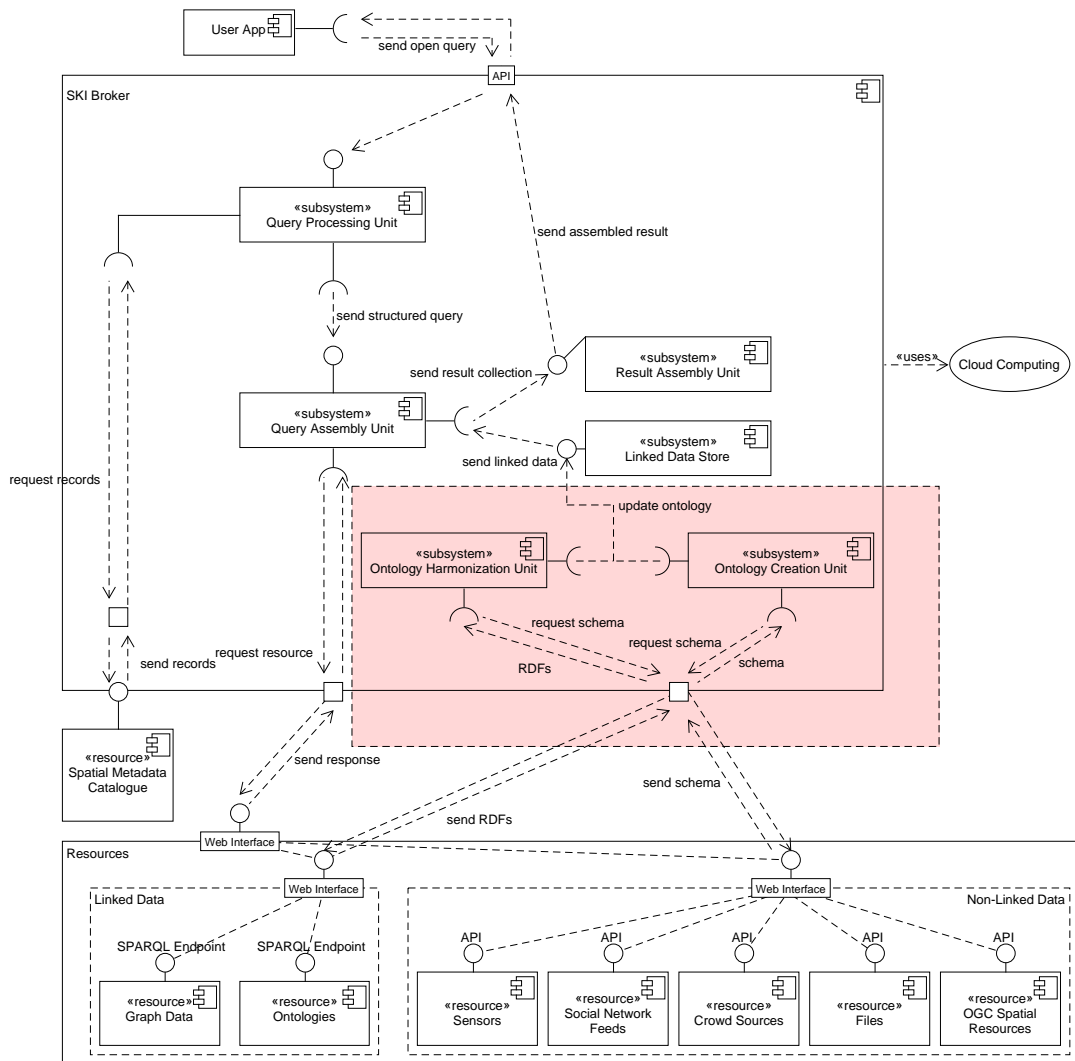 User App
send open query
API
SKI Broker
«subsystem»
Query Processing Unit
send assembled result
send structured query
«subsystem»
Result Assembly Unit
«uses»
Cloud Computing
send result collection
«subsystem»
Query Assembly Unit
«subsystem»
Linked Data Store
send linked data
request records
update ontology
«subsystem»
Ontology Harmonization Unit
«subsystem»
Ontology Creation Unit
request schema
request schema
request resource
send records
RDFs
schema
«resource»
Spatial Metadata
Catalogue
send response
send schema
send RDFs
Web Interface
Resources
Web Interface
Web Interface
Linked Data
Non-Linked Data
SPARQL Endpoint
SPARQL Endpoint
API
API
API
API
API
«resource»
Graph Data
«resource»
Ontologies
«resource»
Sensors
«resource»
Social Network
Feeds
«resource»
Crowd Sources
«resource»
Files
«resource»
OGC Spatial
Resources